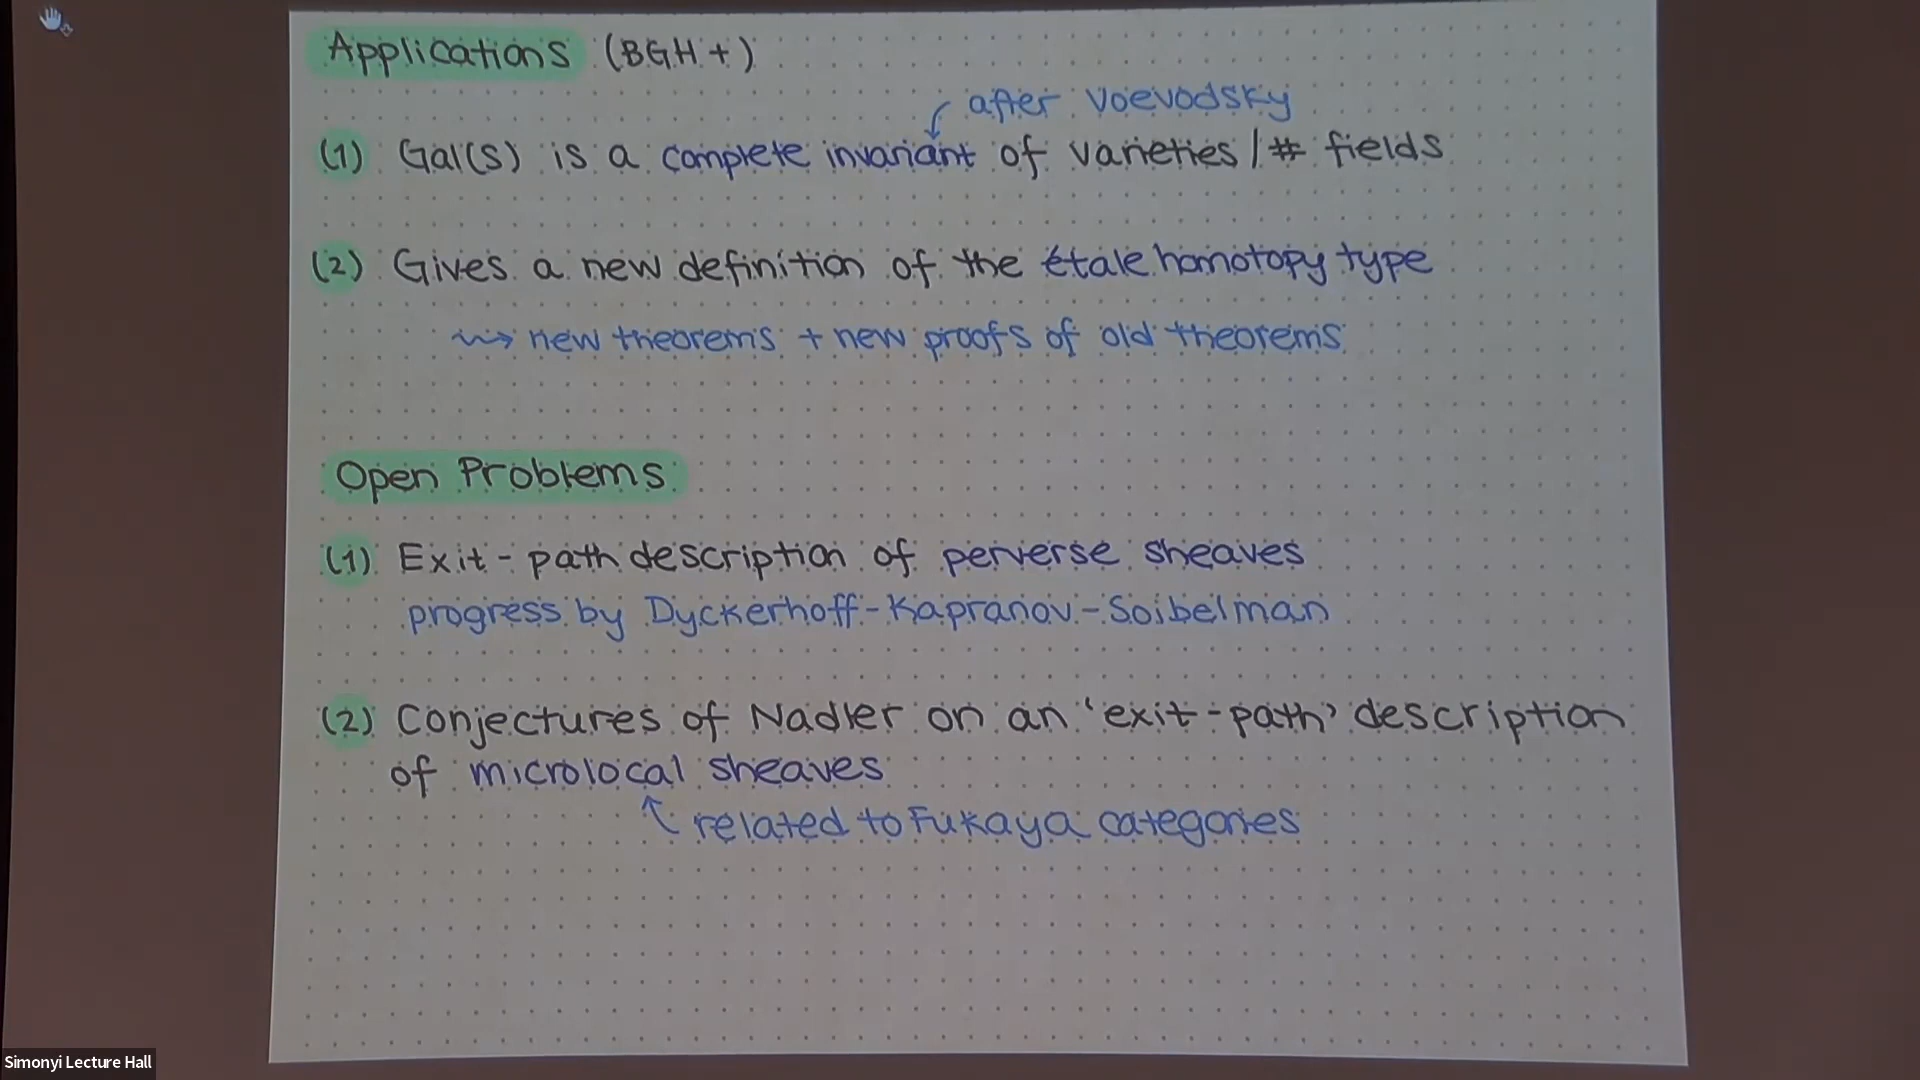 Applications (BGH+)
after Voevodsky
(1) Gal(S) is a complete invariant of varieties / # fields
(2) Gives a new definition of the étale homotopy type
⇝ new theorems + new proofs of old theorems
Open Problems
(1) Exit-path description of perverse sheaves
progress by Dyckerhoff-Kapranov-Soibelman
(2) Conjectures of Nadler on an ‘exit-path’ description
of microlocal sheaves
related to Fukaya categories
Simonyi Lecture Hall